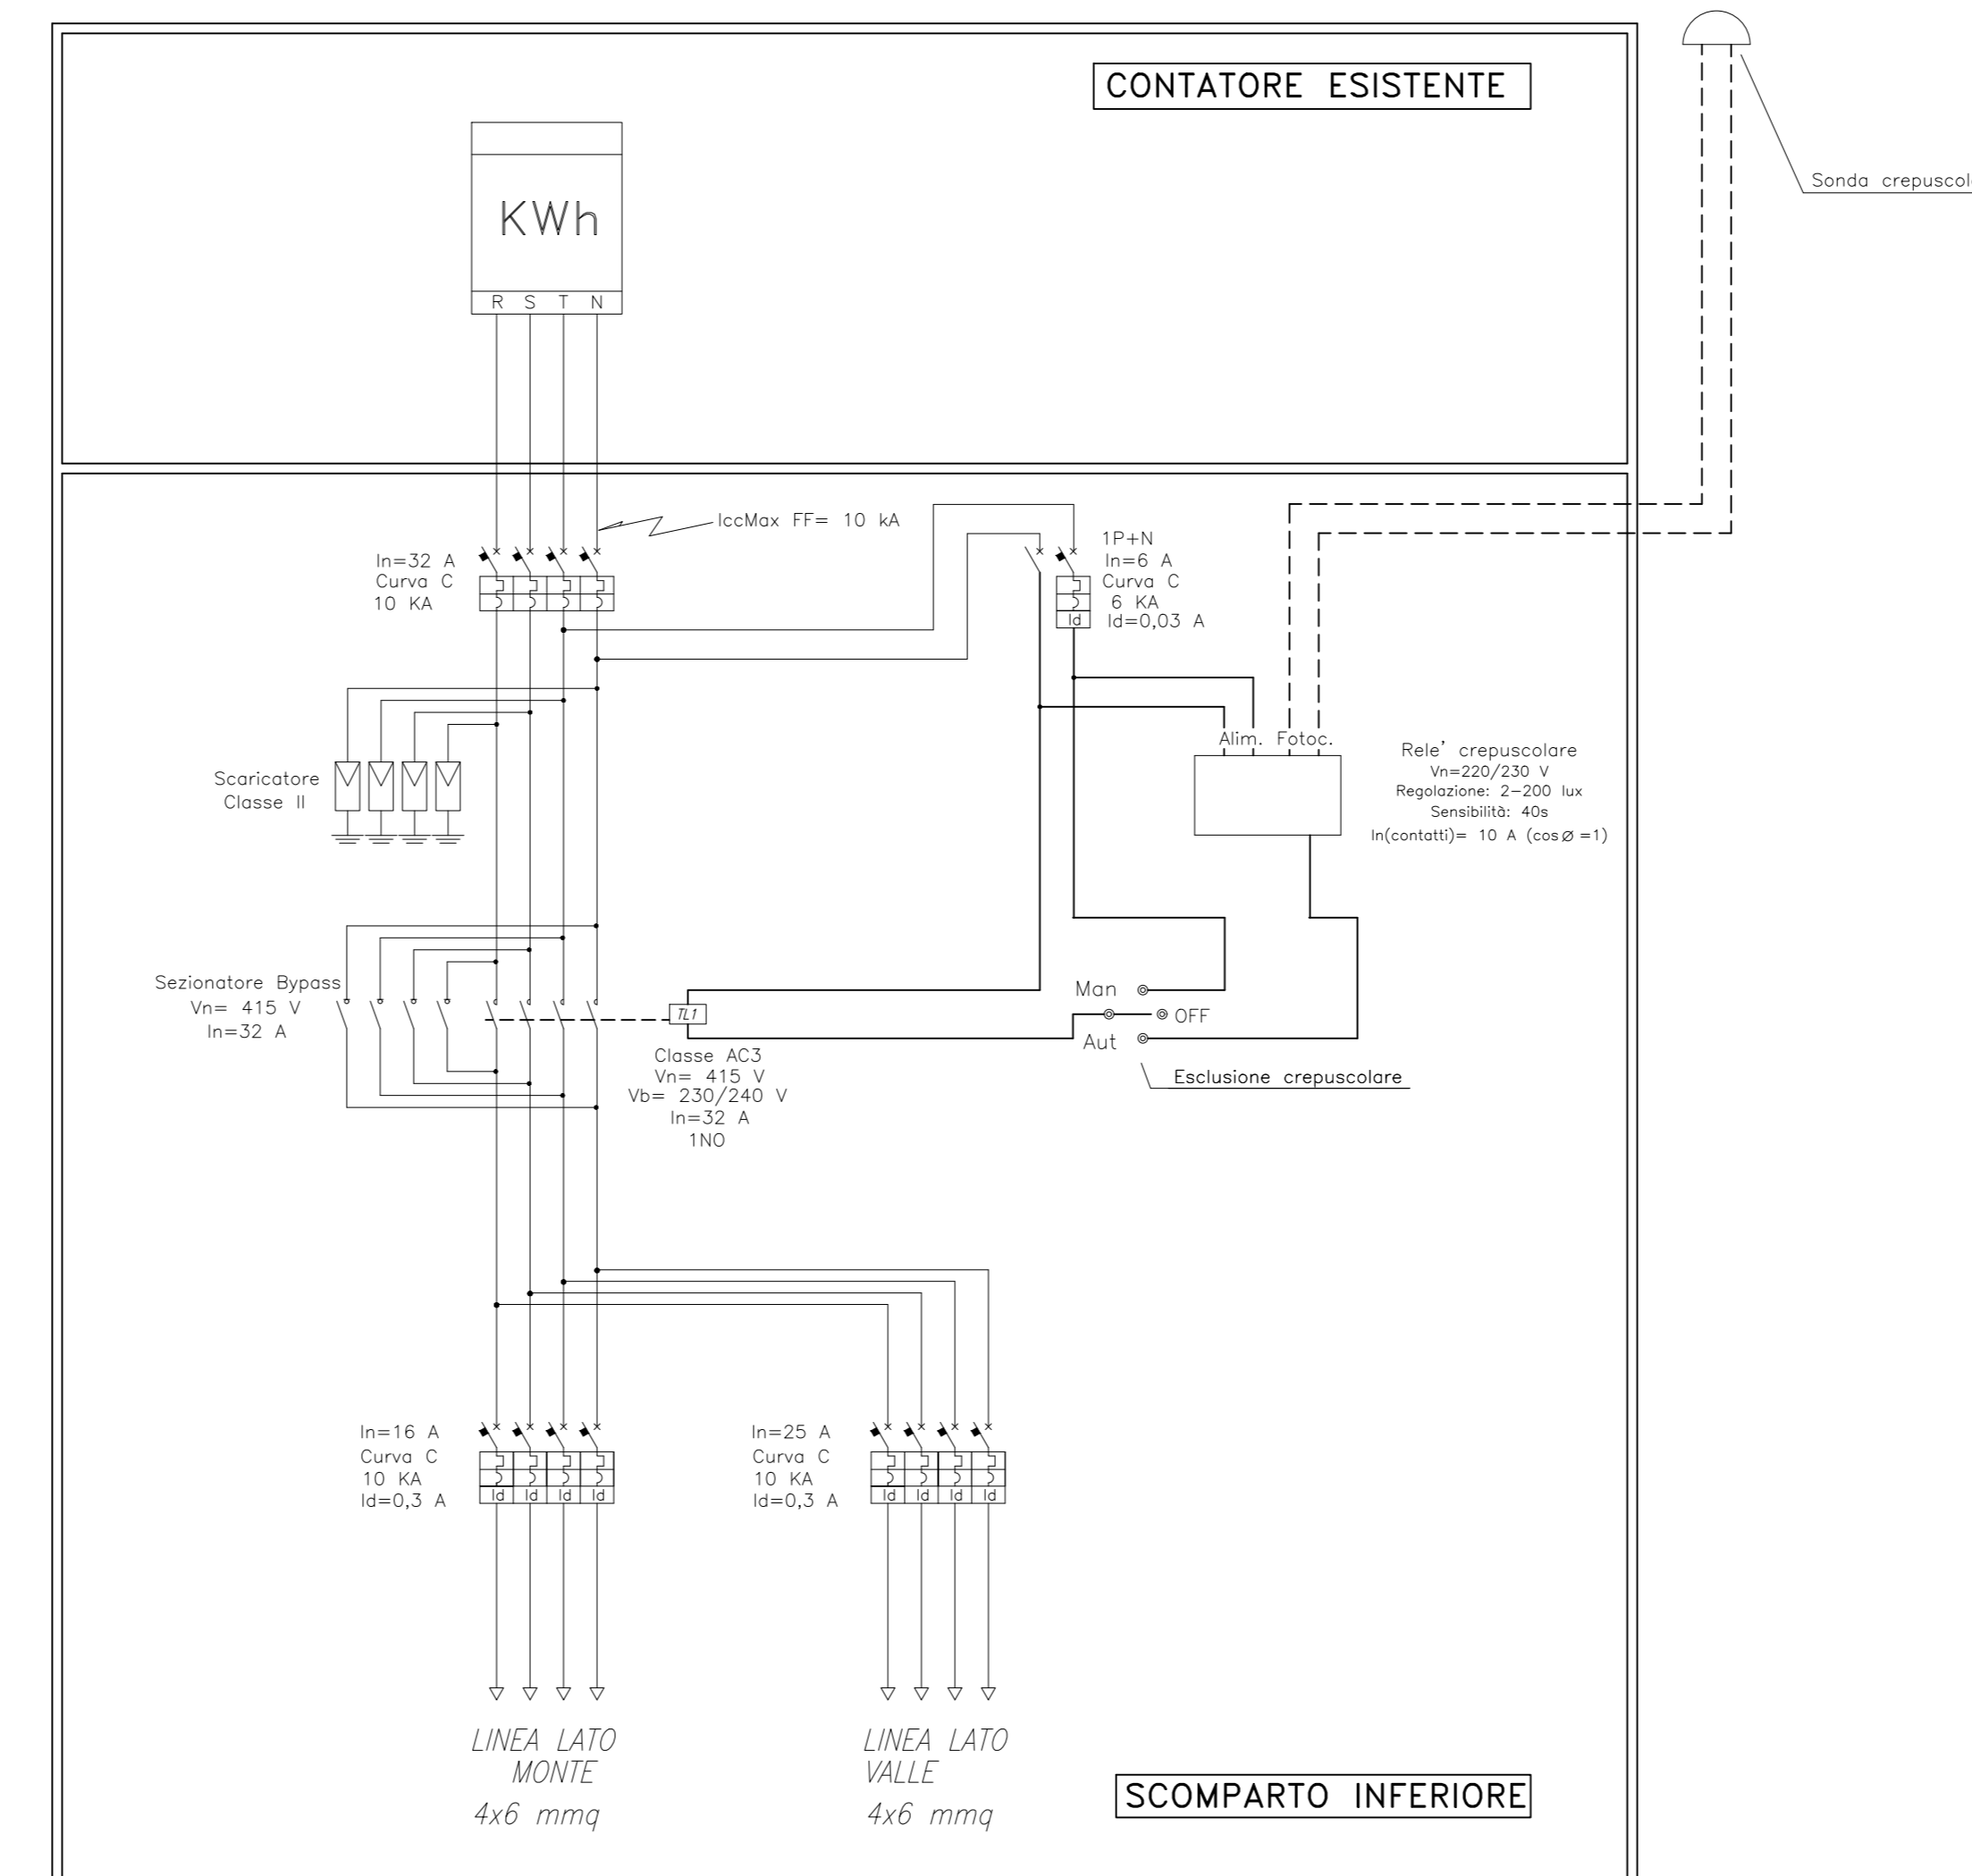 CONTATORE ESISTENTE
KWh
R S T N
IccMax FF= 10 kA
In=32 A
Curva C
10 KA
1P+N
In=6 A
Curva C
6 KA
Id
Id=0,03 A
Alim. Fotoc.
Rele' crepuscolare
Vn=220/230 V
Regolazione: 2-200 lux
Sensibilità: 40s
In(contatti)= 10 A (cosø=1)
Scaricatore
Classe II
Sezionatore Bypass
Vn= 415 V
In=32 A
TL1
Classe AC3
Vn= 415 V
Vb= 230/240 V
In=32 A
1NO
Man
OFF
Aut
Esclusione crepuscolare
In=16 A
Curva C
10 KA
Id=0,3 A
Id Id Id Id
In=25 A
Curva C
10 KA
Id=0,3 A
Id Id Id Id
LINEA LATO
MONTE
4x6 mmq
LINEA LATO
VALLE
4x6 mmq
SCOMPARTO INFERIORE
Sonda